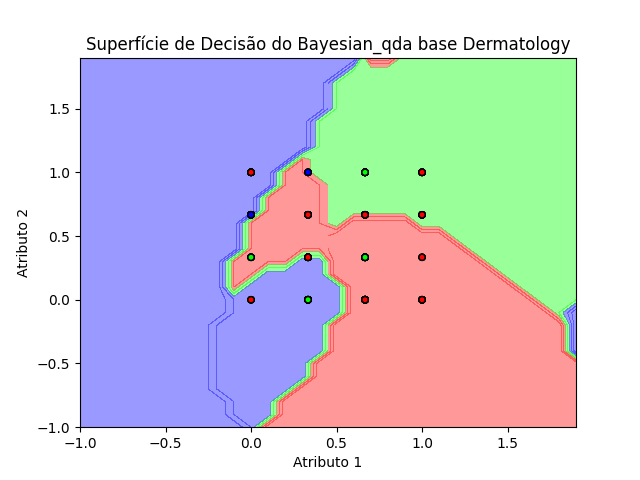 Superfície de Decisão do Bayesian_qda base Dermatology
Atributo 2
1.5
1.0
0.5
0.0
−0.5
−1.0
−1.0 −0.5 0.0 0.5 1.0 1.5
Atributo 1